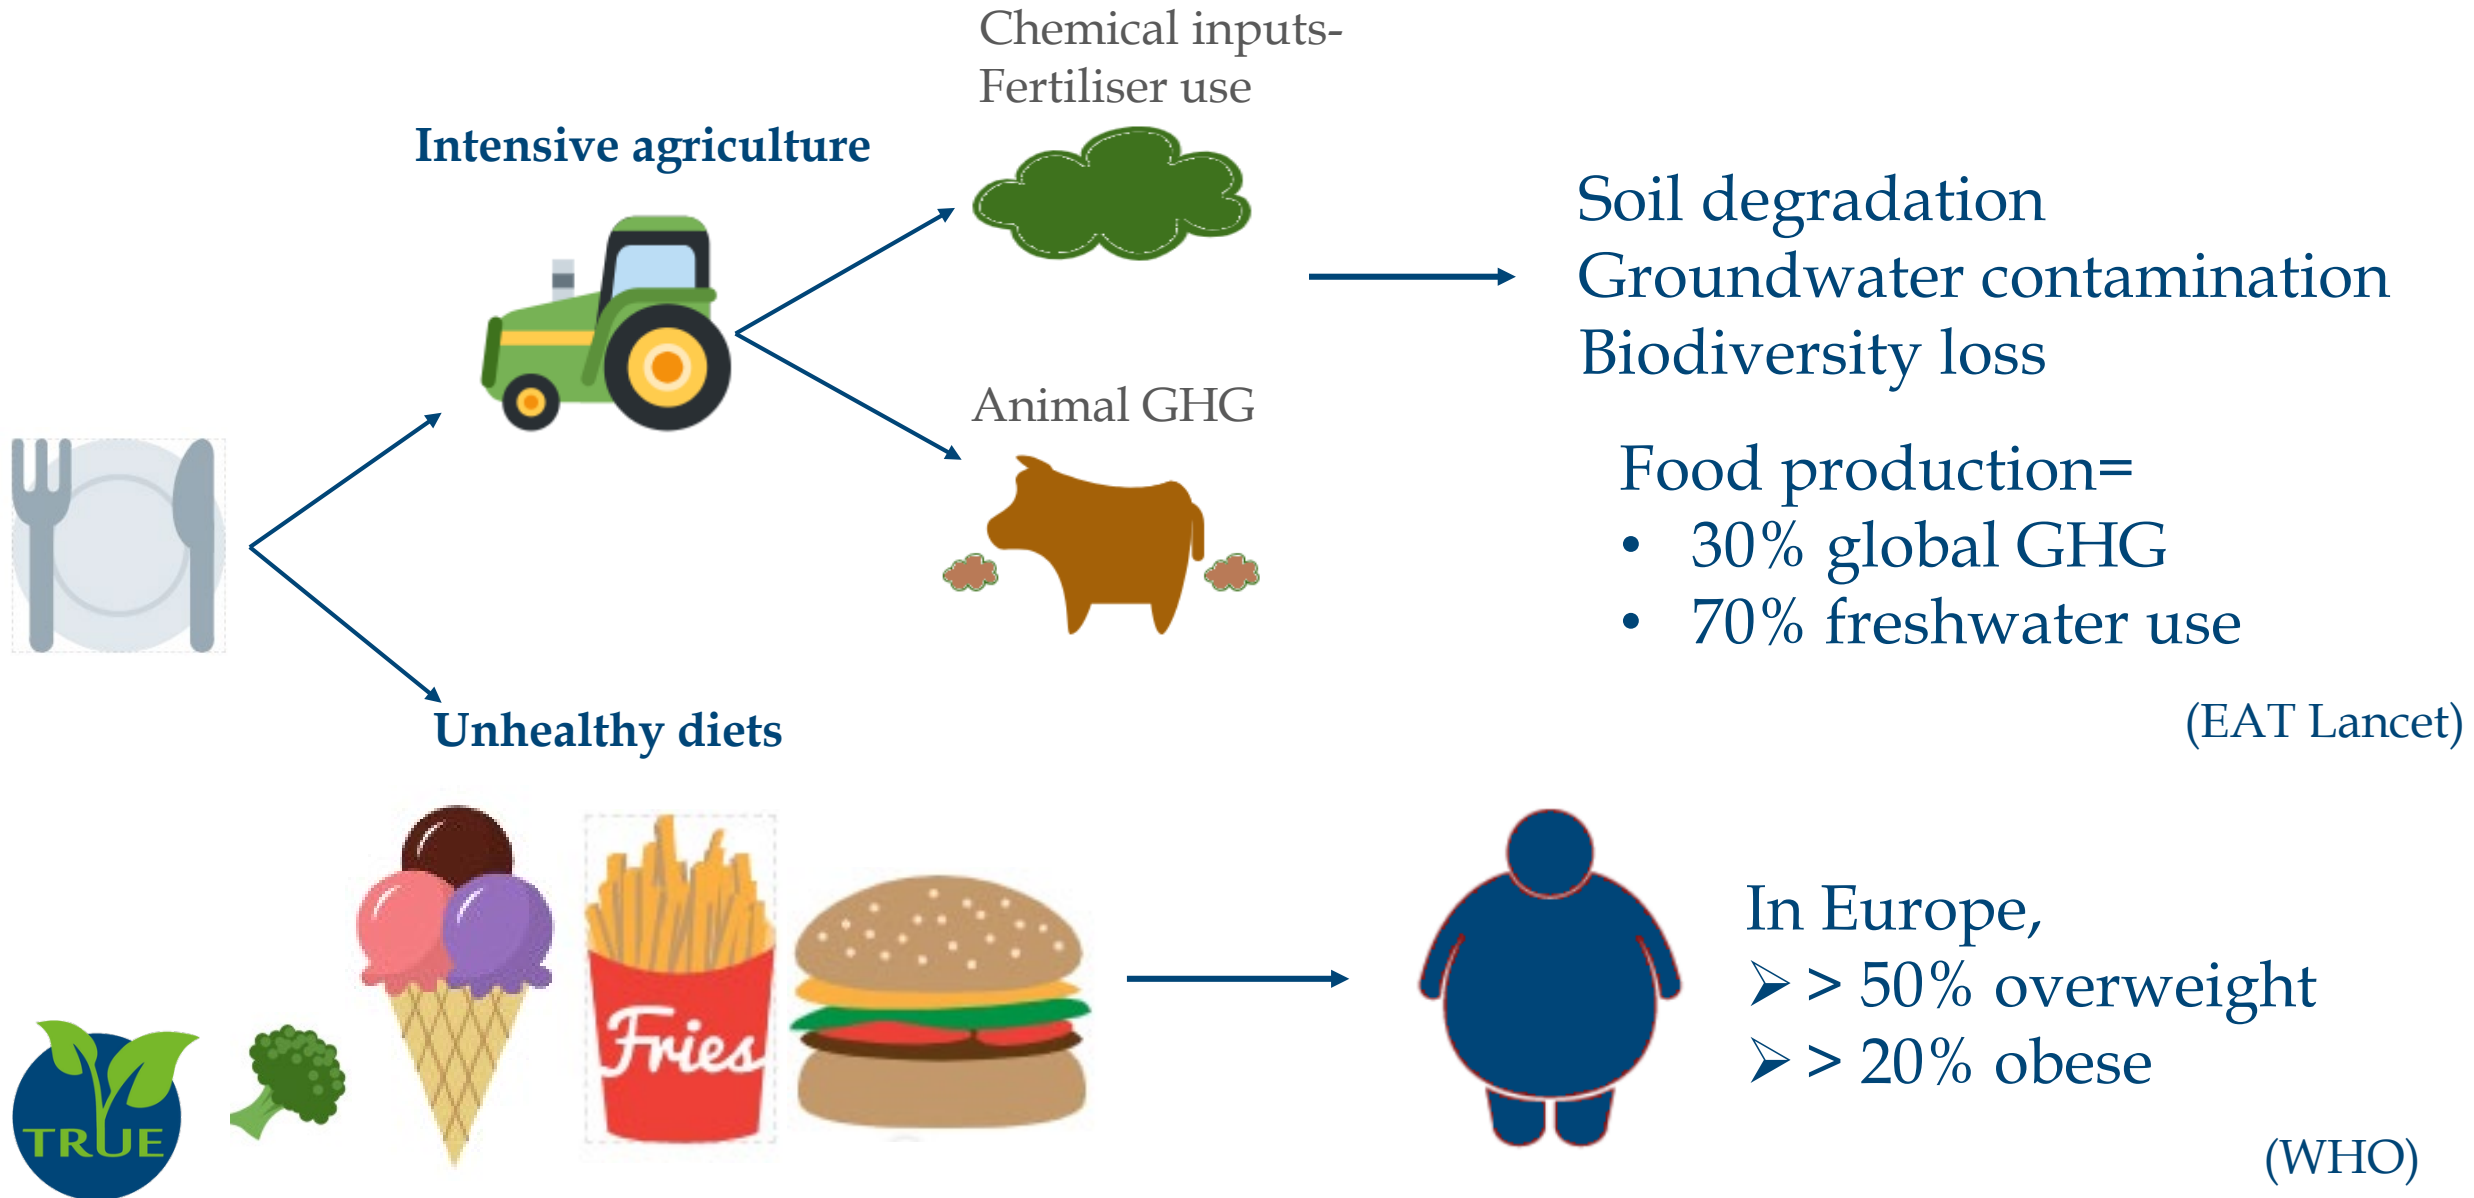 Chemical inputs-
Fertiliser use
Intensive agriculture
Soil degradation
Groundwater contamination
Biodiversity loss
Animal GHG
Food production=
• 30% global GHG
• 70% freshwater use
(EAT Lancet)
Unhealthy diets
Fries
In Europe,
➢ > 50% overweight
➢ > 20% obese
TRUE
(WHO)